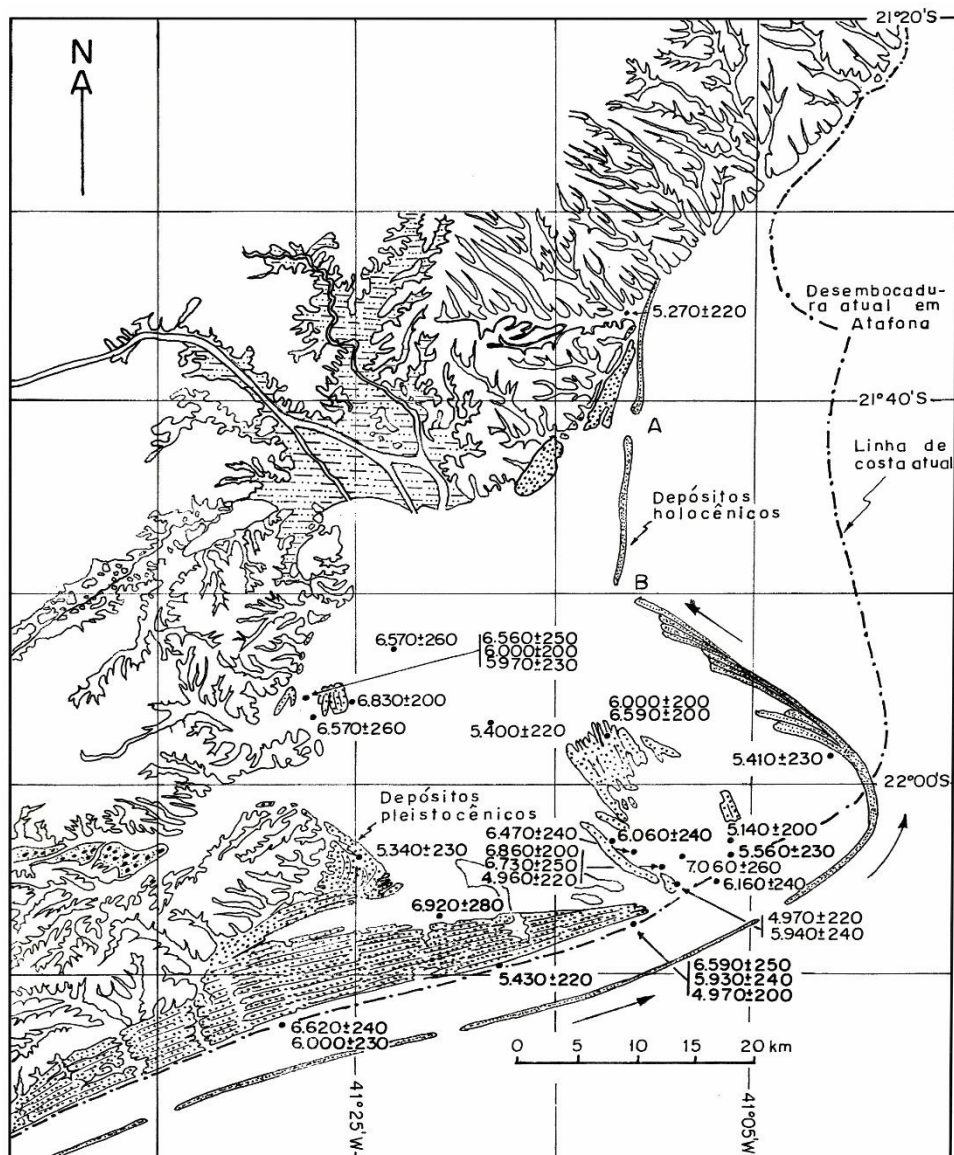 21°20'S
N
Desembocadu-
ra atual em
Atafona
5.270±220
21°40'S
A
Linha de
costa atual
Depósitos
holocênicos
B
6.570±260
6.560±250
6.000±200
5.970±230
6.830±200
6.570±260
5.400±220
6.000±200
6.590±200
5.410±230
22°00'S
Depósitos
pleistocênicos
5.340±230
6.470±240
6.860±200
6.730±250
4.960±220
6.060±240
5.140±200
5.560±230
7.060±260
6.160±240
6.920±280
4.970±220
5.940±240
5.430±220
6.590±250
5.930±240
4.970±200
6.620±240
6.000±230
0 5 10 15 20 km
41°25'W
41°05'W